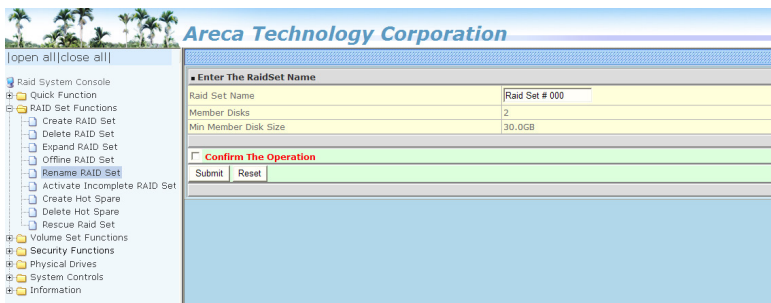 Areca Technology Corporation
|open all|close all|
Raid System Console
Quick Function
RAID Set Functions
Create RAID Set
Delete RAID Set
Expand RAID Set
Offline RAID Set
Rename RAID Set
Activate Incomplete RAID Set
Create Hot Spare
Delete Hot Spare
Rescue Raid Set
Volume Set Functions
Security Functions
Physical Drives
System Controls
Information
Enter The RaidSet Name
Raid Set Name Raid Set # 000
Member Disks 2
Min Member Disk Size 30.0GB
Confirm The Operation
Submit Reset